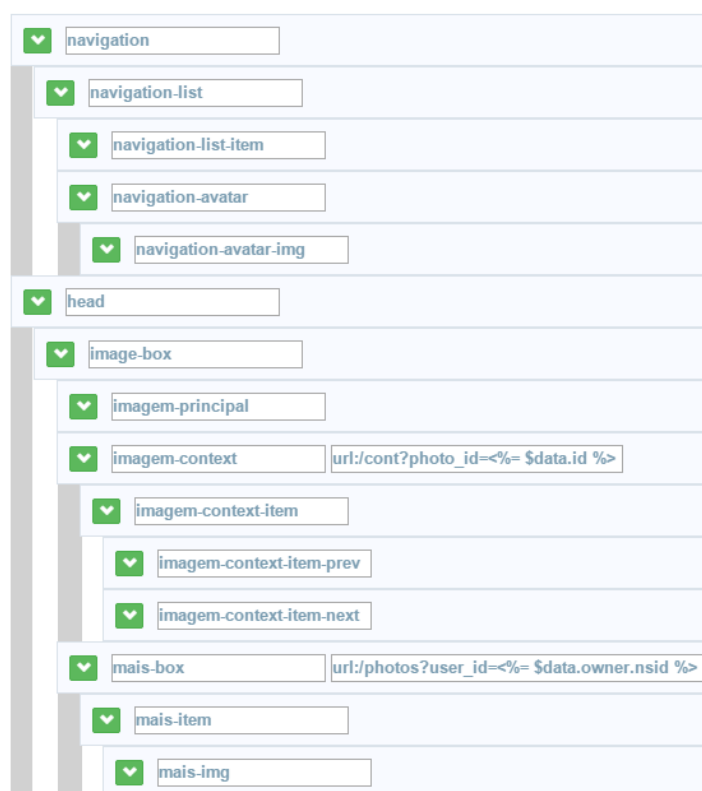 navigation
navigation-list
navigation-list-item
navigation-avatar
navigation-avatar-img
head
image-box
imagem-principal
imagem-context url:/cont?photo_id=<%= $data.id %>
imagem-context-item
imagem-context-item-prev
imagem-context-item-next
mais-box url:/photos?user_id=<%= $data.owner.nsid %>
mais-item
mais-img